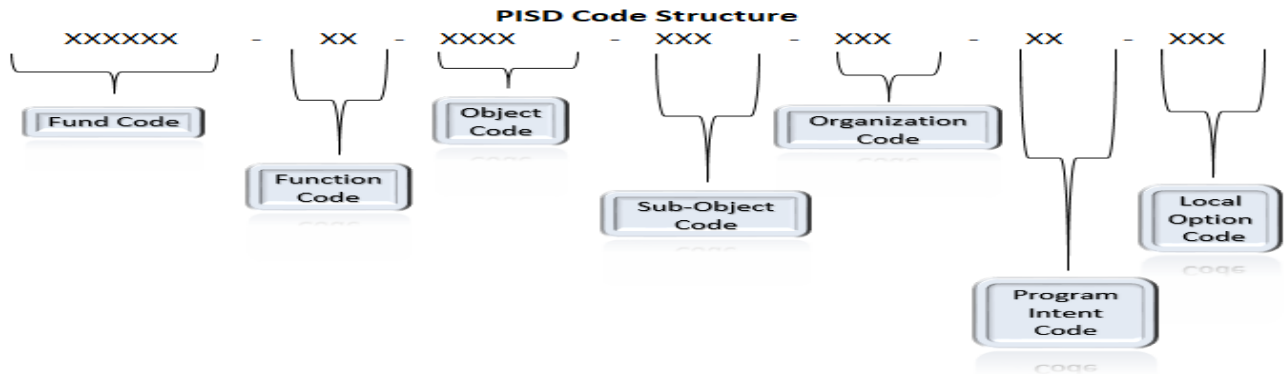 PISD Code Structure
XXXXXX - XX - XXXX - XXX - XXX - XX - XXX
Fund Code
Function
Code
Object
Code
Sub-Object
Code
Organization
Code
Program
Intent
Code
Local
Option
Code